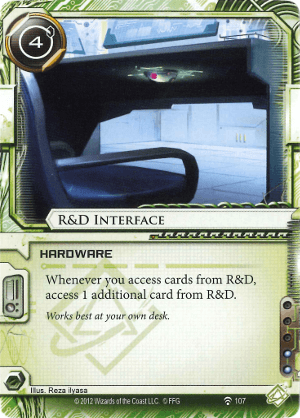 4
R&D INTERFACE
HARDWARE
Whenever you access cards from R&D,
access 1 additional card from R&D.
Works best at your own desk.
Illus. Reza Ilyasa
© 2012 Wizards of the Coast LLC. © FFG
107